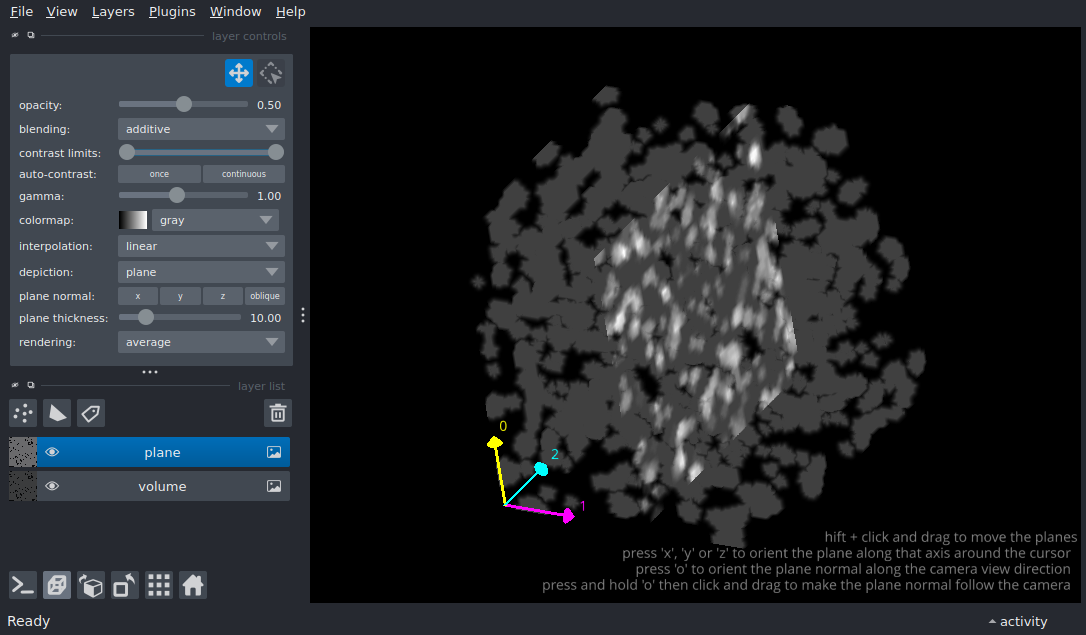 File View Layers Plugins Window Help
layer controls
opacity: 0.50
blending: additive
contrast limits:
auto-contrast: once continuous
gamma: 1.00
colormap: gray
interpolation: linear
depiction: plane
plane normal: x y z oblique
plane thickness: 10.00
rendering: average
layer list
plane
volume
0
2
1
hift + click and drag to move the planes
press 'x', 'y' or 'z' to orient the plane along that axis around the cursor
press 'o' to orient the plane normal along the camera view direction
press and hold 'o' then click and drag to make the plane normal follow the camera
Ready
activity